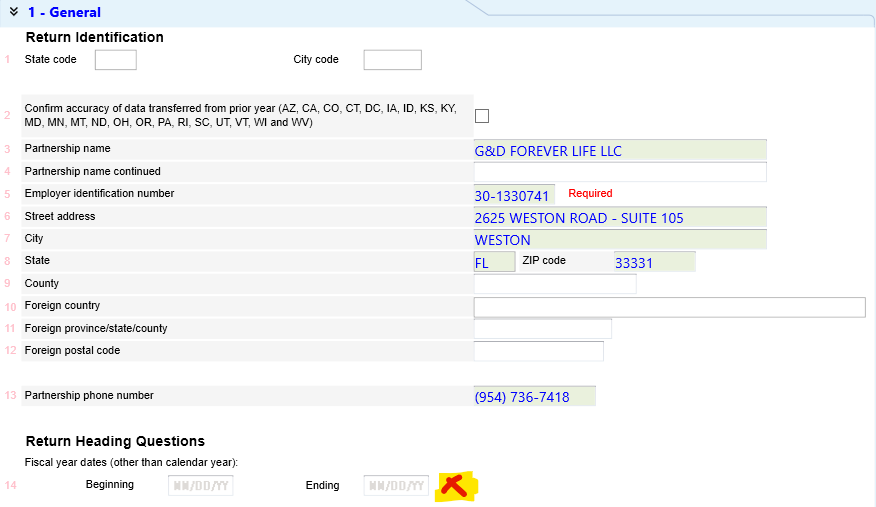 1 - General
Return Identification
1 State code City code
2 Confirm accuracy of data transferred from prior year (AZ, CA, CO, CT, DC, IA, ID, KS, KY,
MD, MN, MT, ND, OH, OR, PA, RI, SC, UT, VT, WI and WV)
3 Partnership name G&D FOREVER LIFE LLC
4 Partnership name continued
5 Employer identification number 30-1330741 Required
6 Street address 2625 WESTON ROAD - SUITE 105
7 City WESTON
8 State FL ZIP code 33331
9 County
10 Foreign country
11 Foreign province/state/county
12 Foreign postal code
13 Partnership phone number (954) 736-7418
Return Heading Questions
Fiscal year dates (other than calendar year):
14 Beginning MM/DD/YY Ending MM/DD/YY